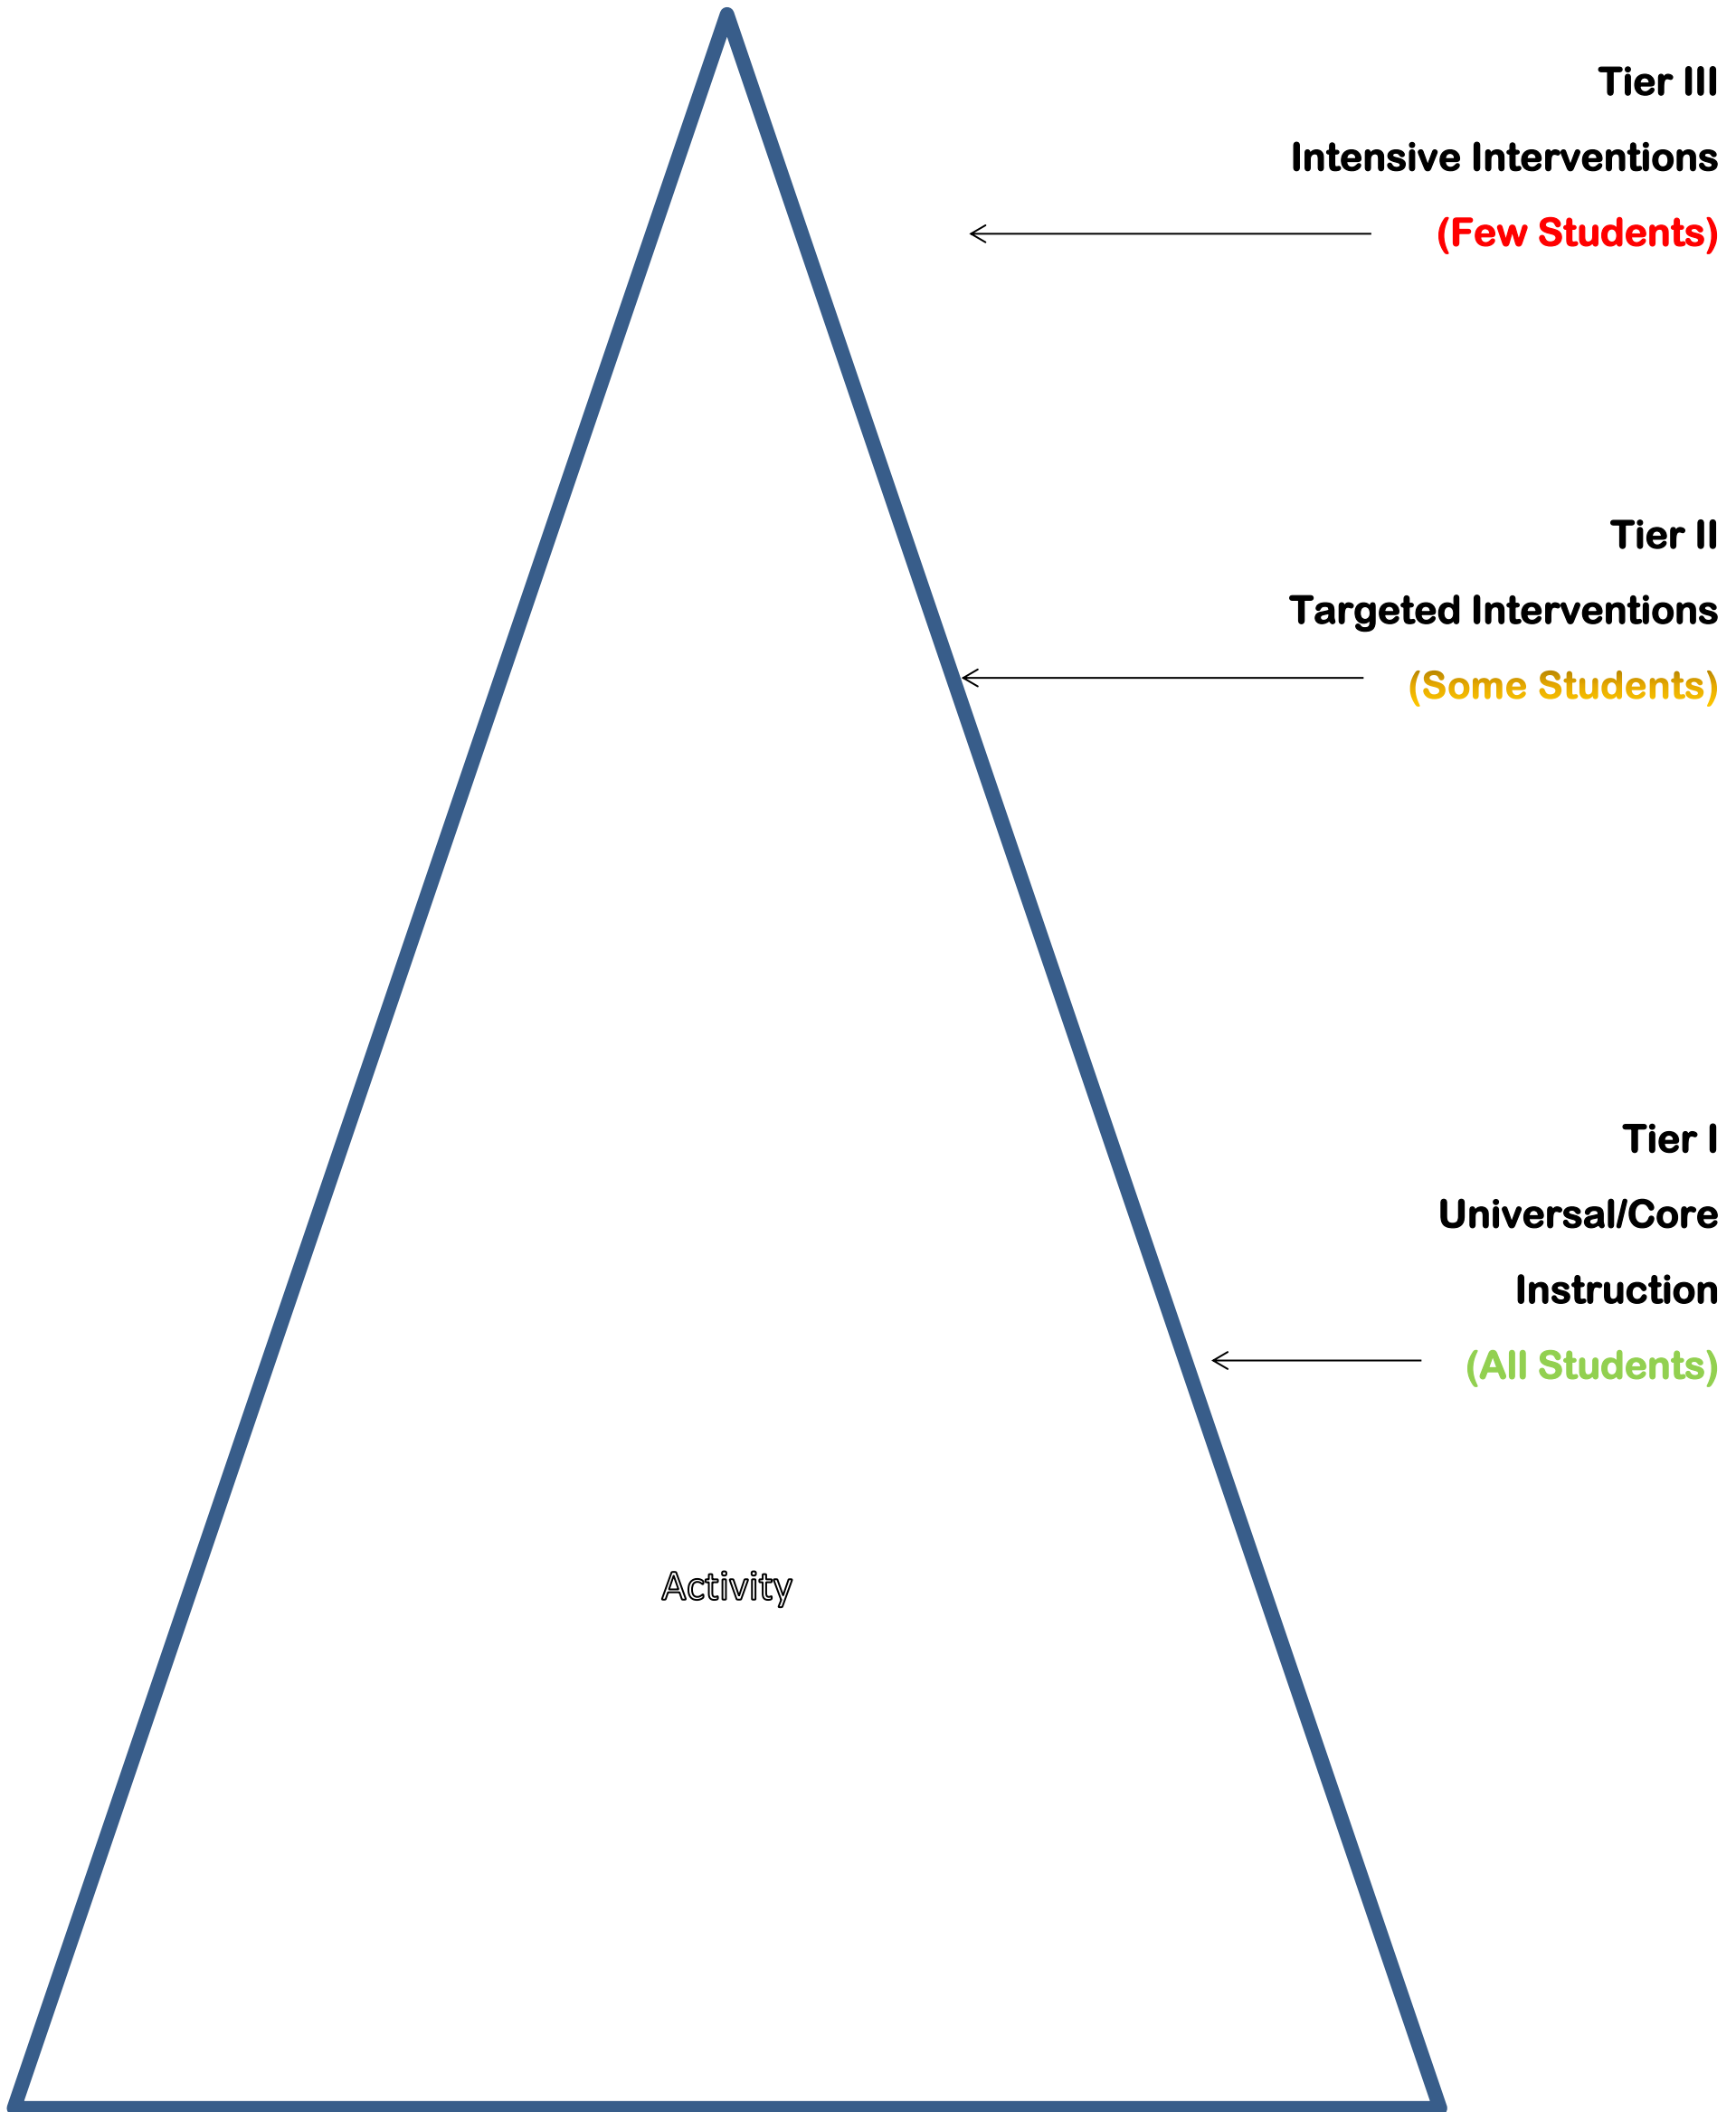 Tier III
Intensive Interventions
(Few Students)
Tier II
Targeted Interventions
(Some Students)
Tier I
Universal/Core
Instruction
(All Students)
Activity